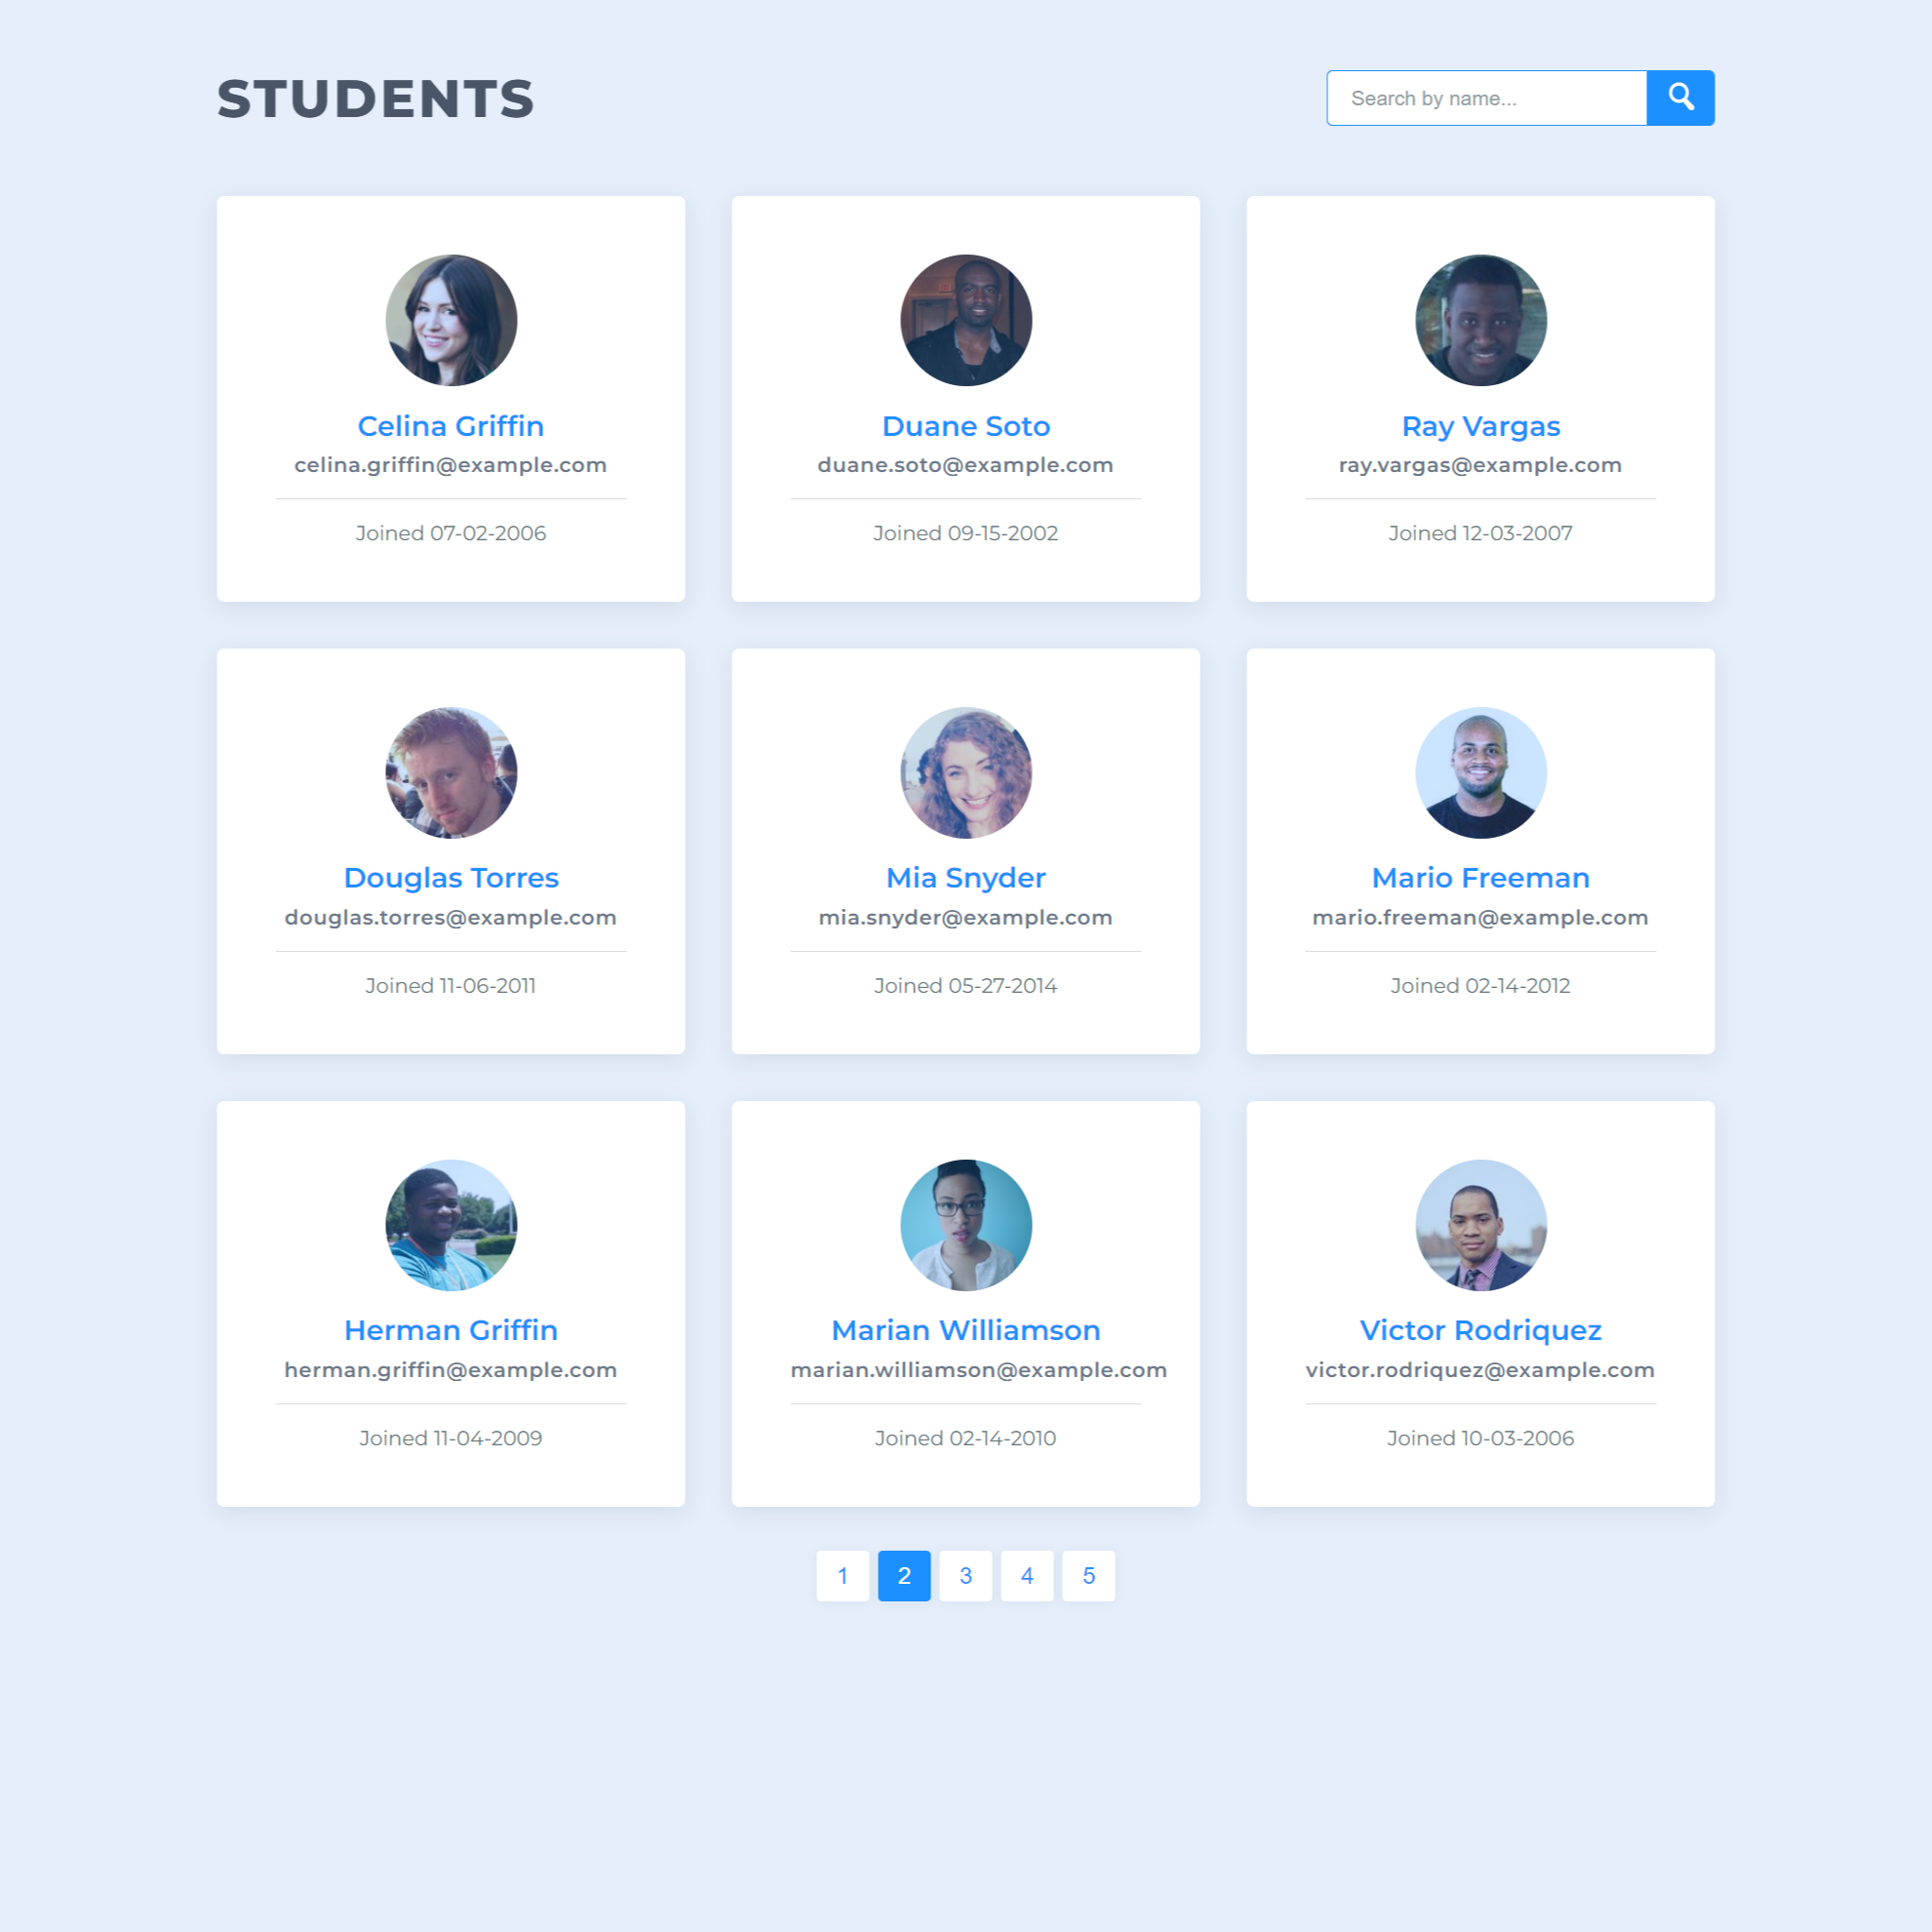 STUDENTS
Search by name...
Celina Griffin
celina.griffin@example.com
Joined 07-02-2006
Duane Soto
duane.soto@example.com
Joined 09-15-2002
Ray Vargas
ray.vargas@example.com
Joined 12-03-2007
Douglas Torres
douglas.torres@example.com
Joined 11-06-2011
Mia Snyder
mia.snyder@example.com
Joined 05-27-2014
Mario Freeman
mario.freeman@example.com
Joined 02-14-2012
Herman Griffin
herman.griffin@example.com
Joined 11-04-2009
Marian Williamson
marian.williamson@example.com
Joined 02-14-2010
Victor Rodriquez
victor.rodriquez@example.com
Joined 10-03-2006
1 2 3 4 5